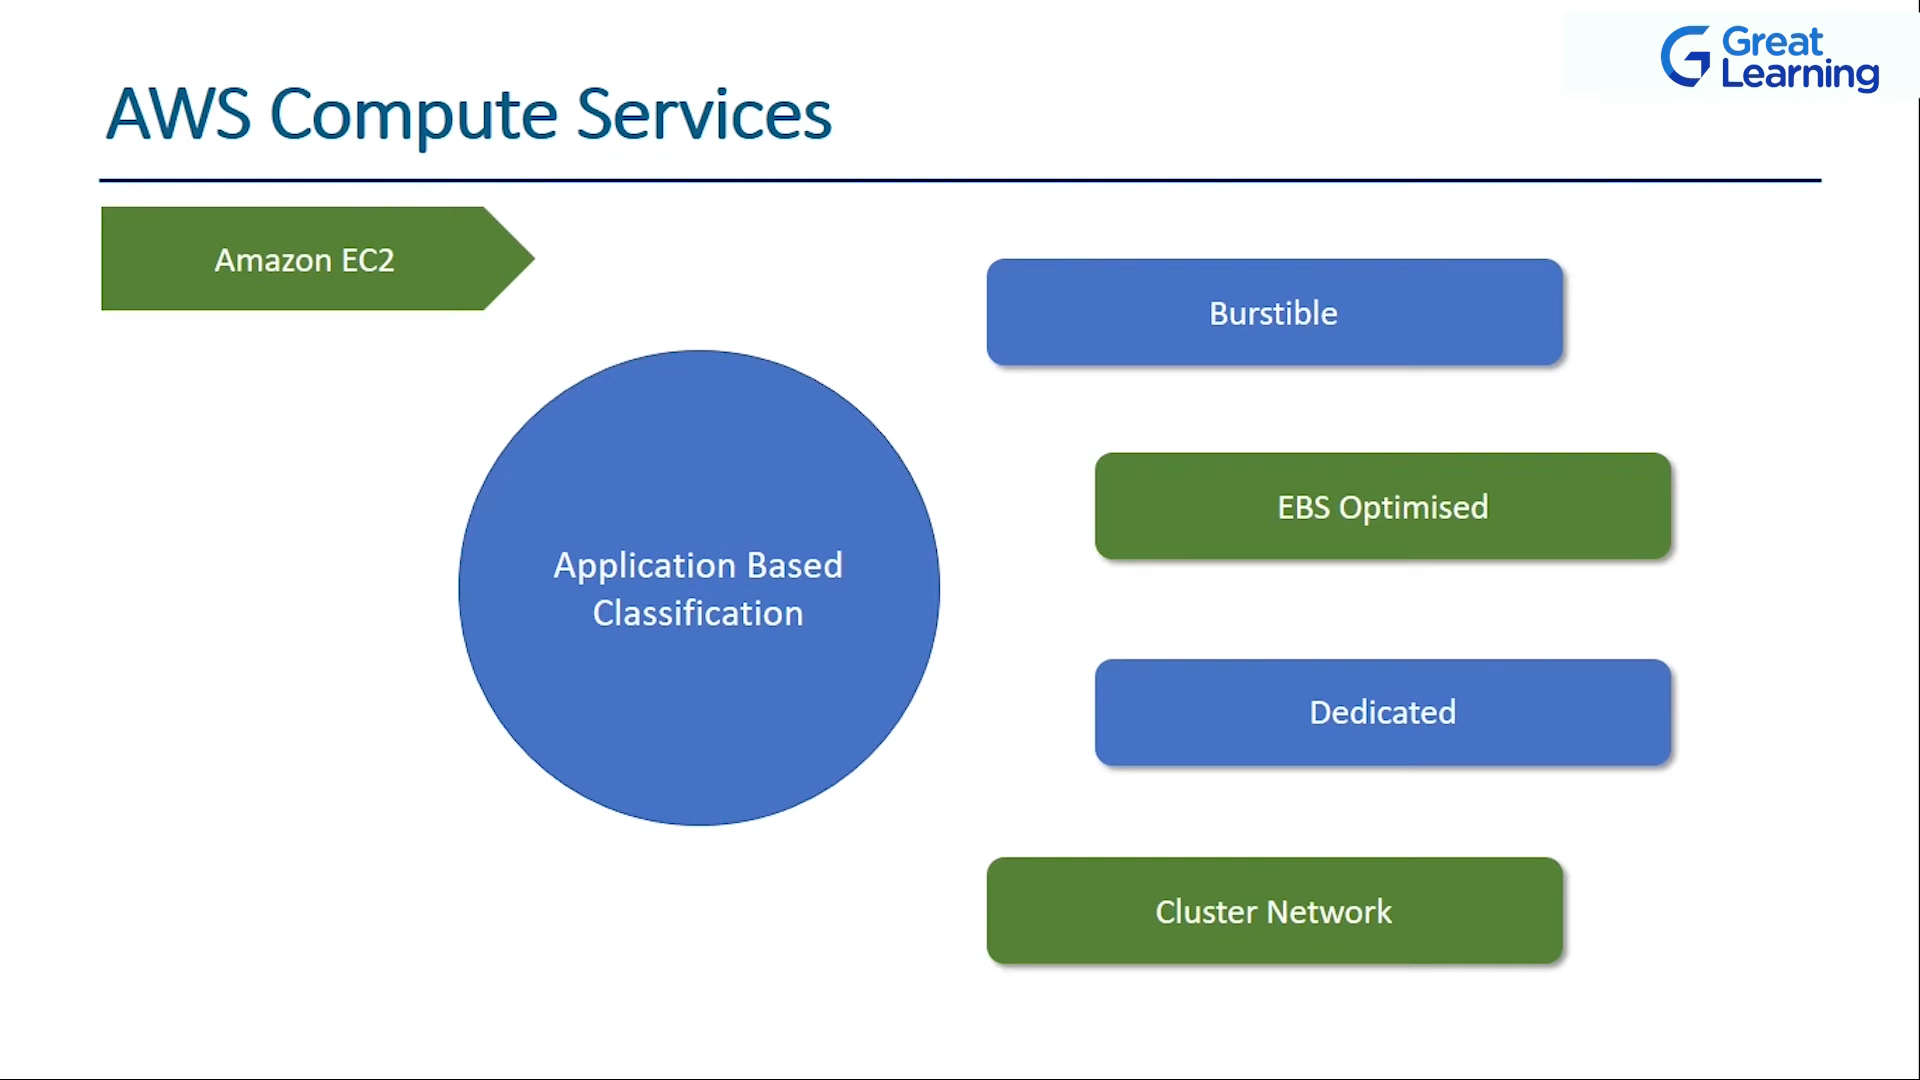 Great
Learning
AWS Compute Services
Amazon EC2
Burstible
EBS Optimised
Application Based
Classification
Dedicated
Cluster Network